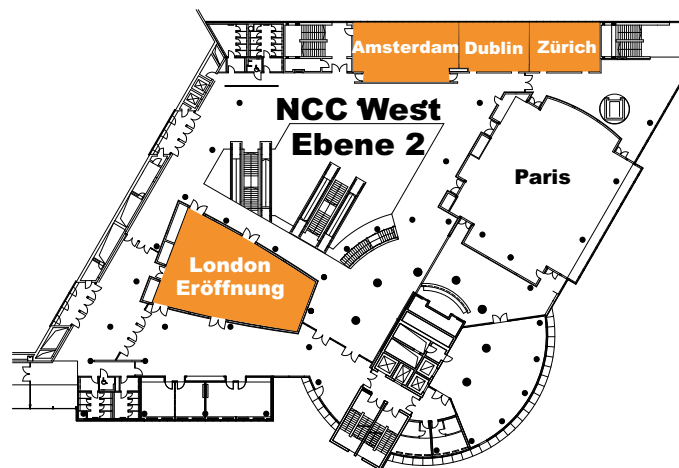 Amsterdam
Dublin
Zürich
NCC West
Ebene 2
Paris
London
Eröffnung